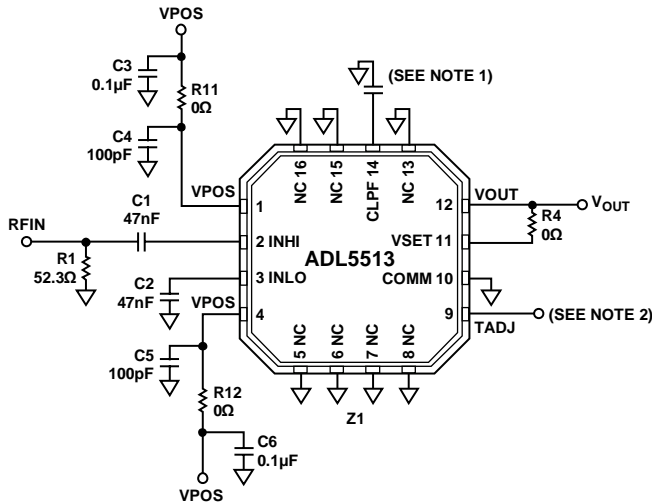 VPOS
C3
0.1µF
R11
0Ω
(SEE NOTE 1)
C4
100pF
NC 16
NC 15
CLPF 14
NC 13
VPOS
1
12
VOUT
VOUT
C1
47nF
RFIN
2 INHI
VSET 11
R4
0Ω
R1
52.3Ω
ADL5513
C2
47nF
3 INLO
COMM 10
VPOS
4
9
TADJ
(SEE NOTE 2)
C5
100pF
5 NC
6 NC
7 NC
8 NC
R12
0Ω
Z1
C6
0.1µF
VPOS